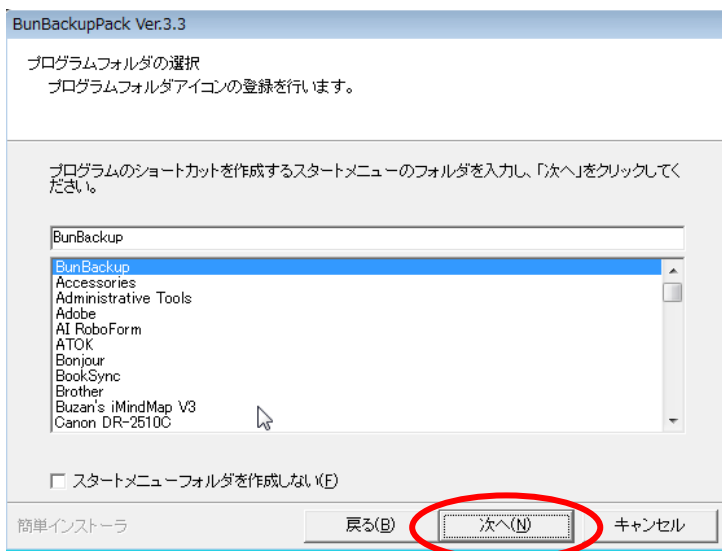 BunBackupPack Ver.3.3
プログラムフォルダの選択
プログラムフォルダアイコンの登録を行います。
プログラムのショートカットを作成するスタートメニューのフォルダを入力し、「次へ」をクリックしてく
ださい。
BunBackup
BunBackup
Accessories
Administrative Tools
Adobe
AI RoboForm
ATOK
Bonjour
BookSync
Brother
Buzan's iMindMap V3
Canon DR-2510C
スタートメニューフォルダを作成しない(F)
簡単インストーラ
戻る(B)
次へ(N)
キャンセル